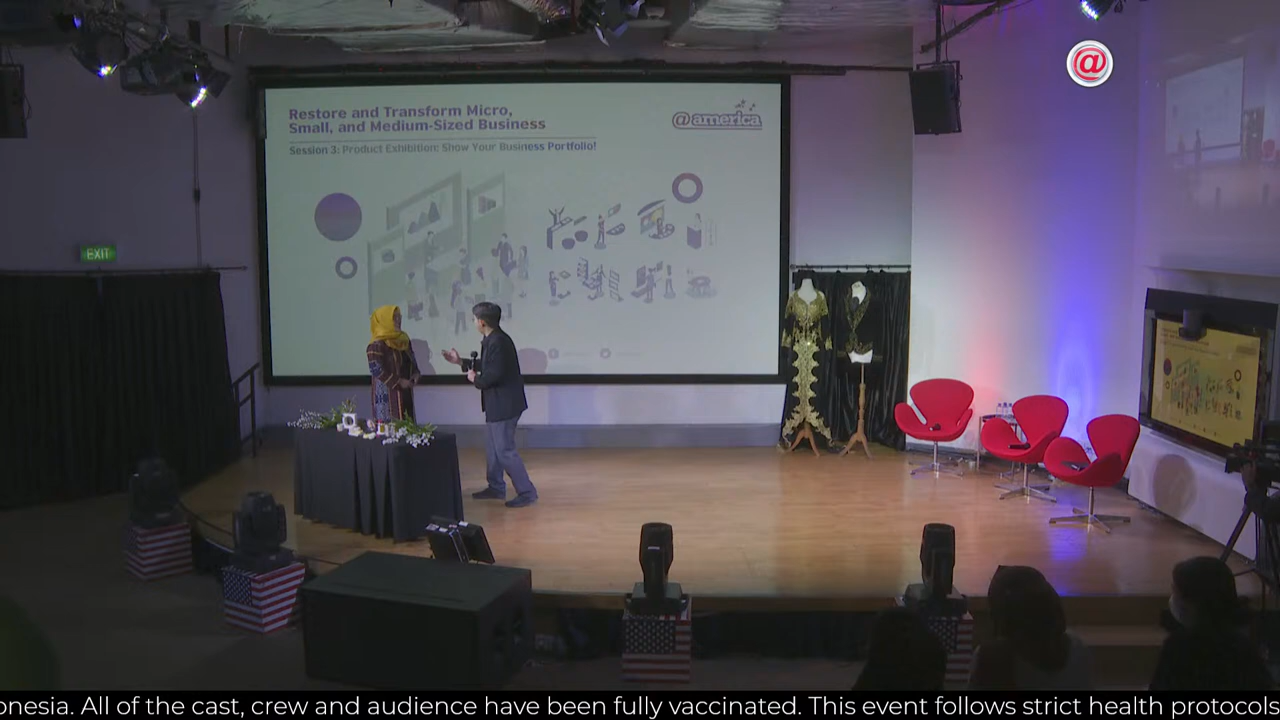 Restore and Transform Micro,
Small, and Medium-Sized Business
@america
Session 3: Product Exhibition: Show Your Business Portfolio!
@
EXIT
onesia. All of the cast, crew and audience have been fully vaccinated. This event follows strict health protocols